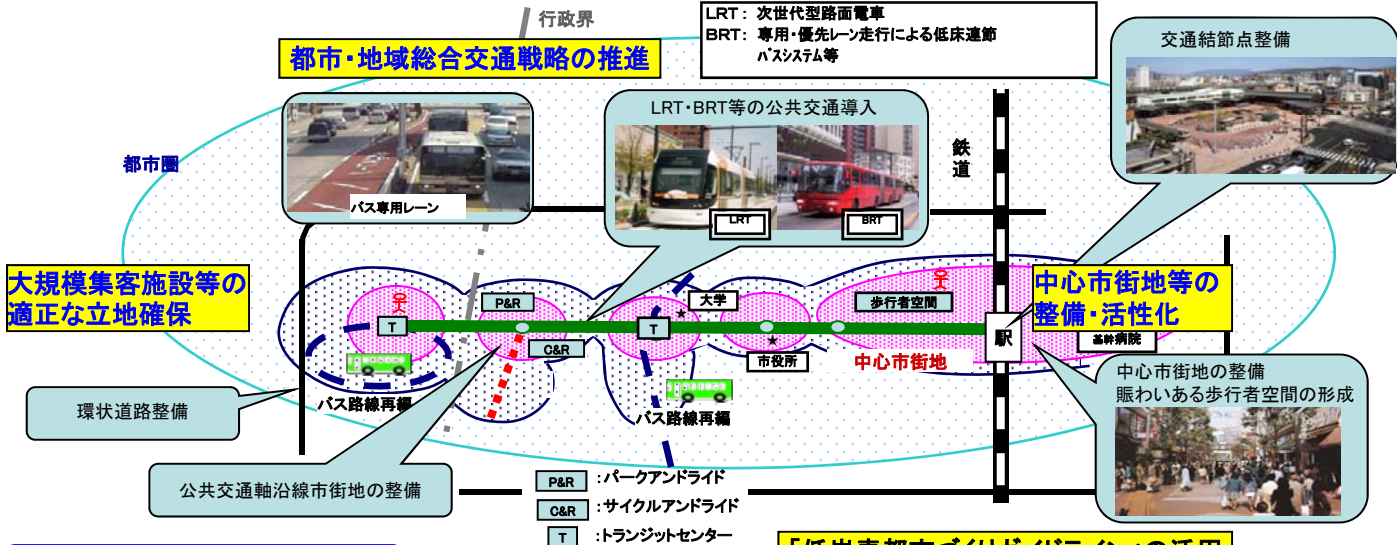 行政界
LRT： 次世代型路面電車
BRT： 専用・優先レーン走行による低床連節
バスシステム等
都市・地域総合交通戦略の推進
交通結節点整備
LRT・BRT等の公共交通導入
鉄道
都市圏
バス専用レーン
LRT
BRT
大規模集客施設等の
適正な立地確保
中心市街地等の
整備・活性化
P&R
大学
歩行者空間
T
T
駅
C&R
市役所
中心市街地
基幹病院
バス路線再編
バス路線再編
環状道路整備
中心市街地の整備
賑わいある歩行者空間の形成
公共交通軸沿線市街地の整備
P&R ：パークアンドライド
C&R ：サイクルアンドライド
T ：トランジットセンター